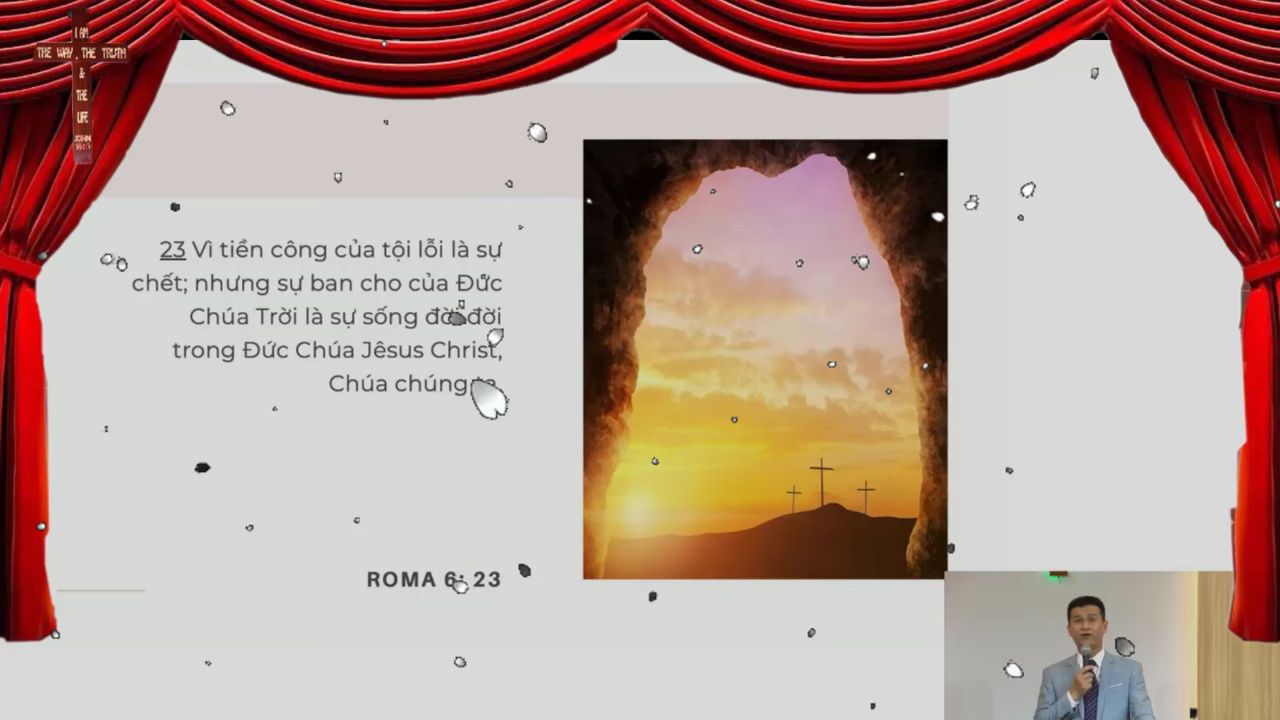 I AM
THE WAY, THE TRUTH
&
THE
LIFE
JOHN
23 Vì tiền công của tội lỗi là sự
chết; nhưng sự ban cho của Đức
Chúa Trời là sự sống đời đời
trong Đức Chúa Jêsus Christ,
Chúa chúng ta.
ROMA 6: 23